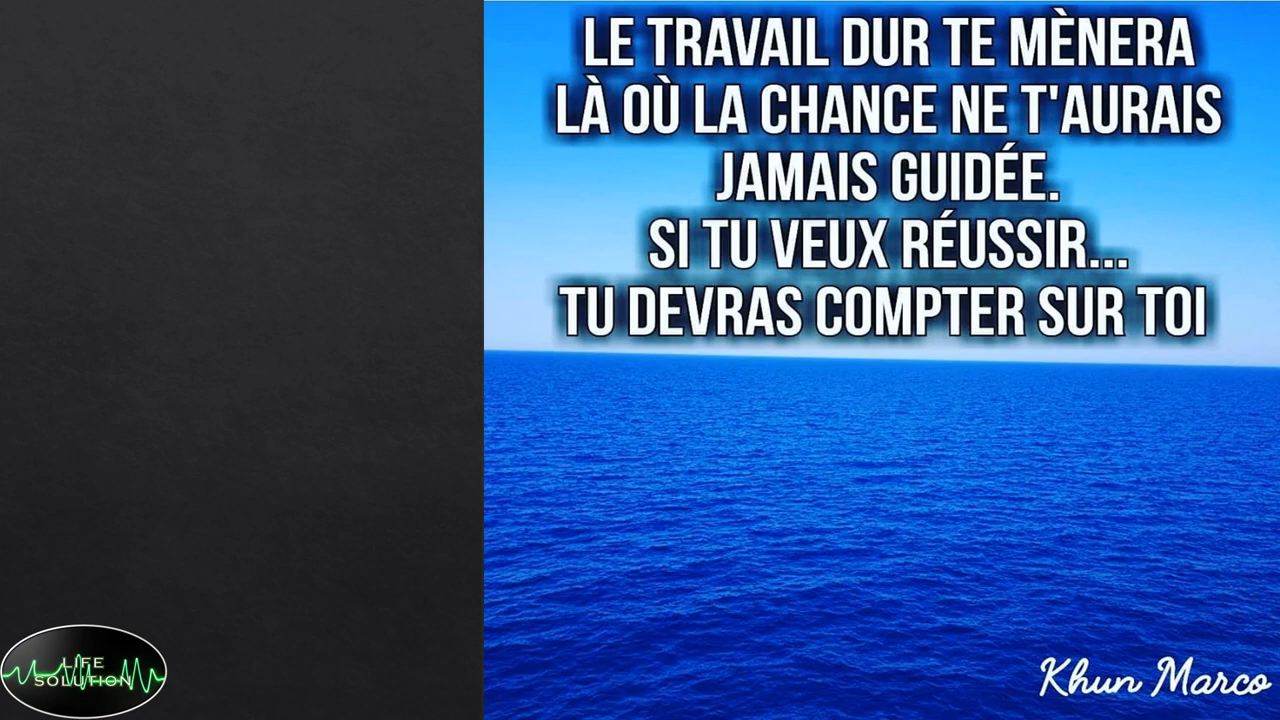 LE TRAVAIL DUR TE MÈNERA
LÀ OÙ LA CHANCE NE T'AURAIS
JAMAIS GUIDÉE.
SI TU VEUX RÉUSSIR...
TU DEVRAS COMPTER SUR TOI
Khun Marco
LIFE
SOLUTION